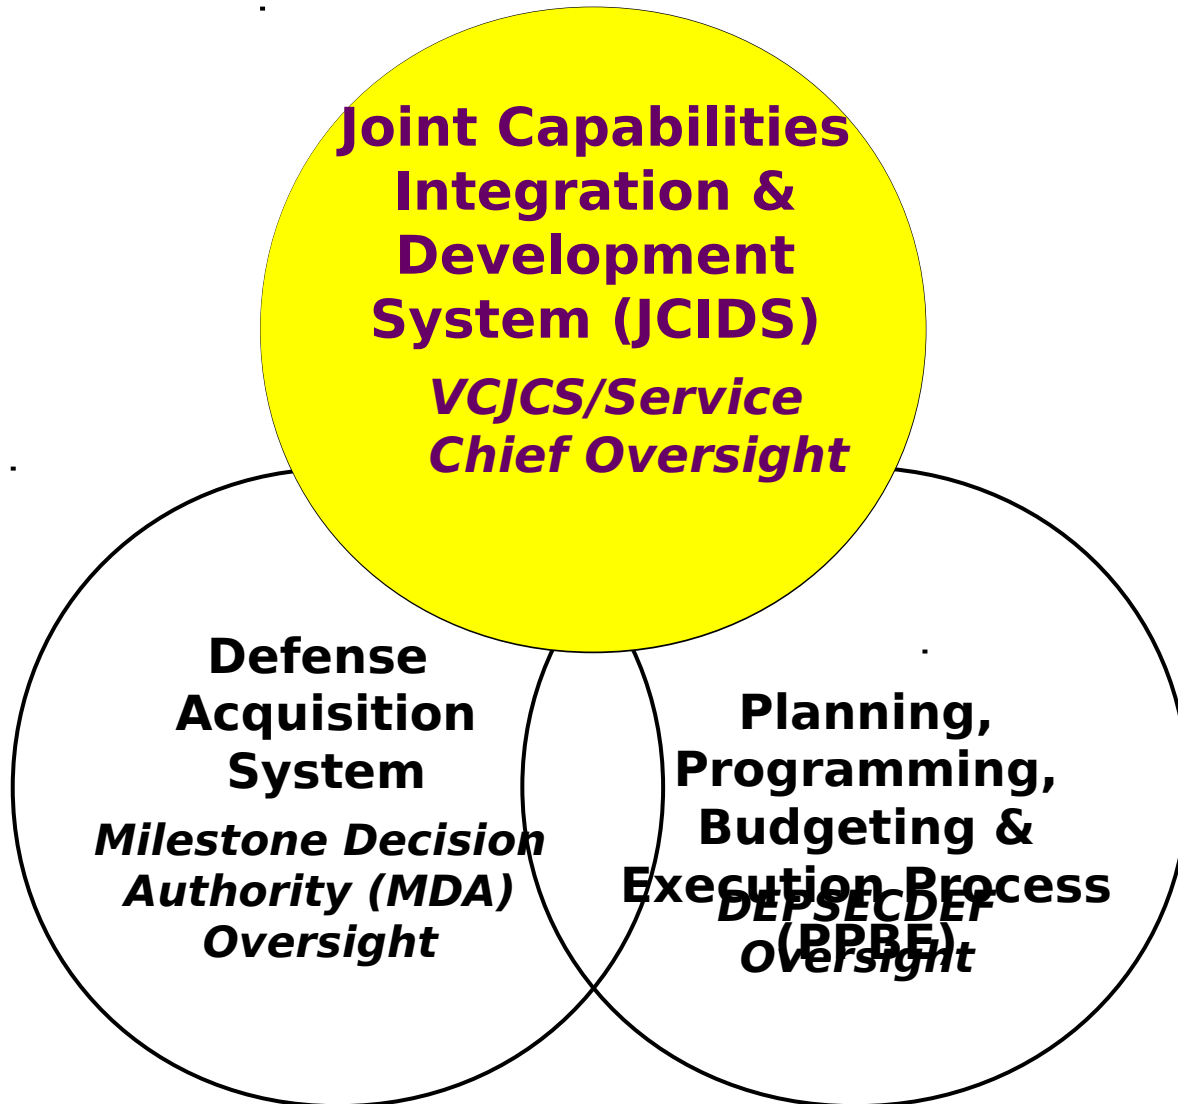 Joint Capabilities
Integration &
Development
System (JCIDS)
VCJCS/Service
Chief Oversight
Defense
Acquisition
System
Milestone Decision
Authority (MDA)
Oversight
Planning,
Programming,
Budgeting &
Execution Process
(PPBE)
DEPSECDEF
Oversight